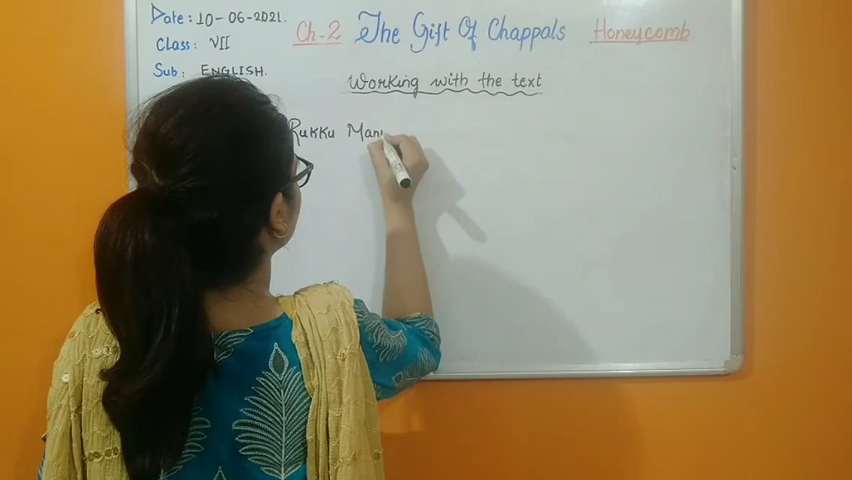 Date: 10-06-2021.
Class: VII
Sub: ENGLISH.
Ch-2 The Gift Of Chappals Honeycomb
Working with the text
Rukku